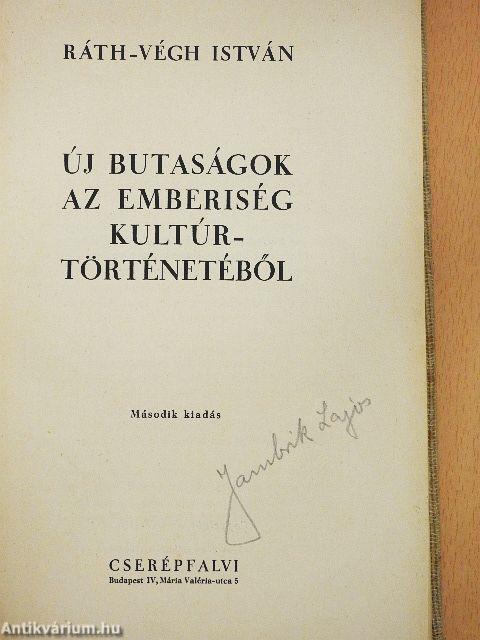 RÁTH-VÉGH ISTVÁN
ÚJ BUTASÁGOK
AZ EMBERISÉG
KULTÚR-
TÖRTÉNETÉBŐL
Második kiadás
Jambrik Lajos
CSERÉPFALVI
Budapest IV, Mária Valéria-utca 5
Antikvárium.hu